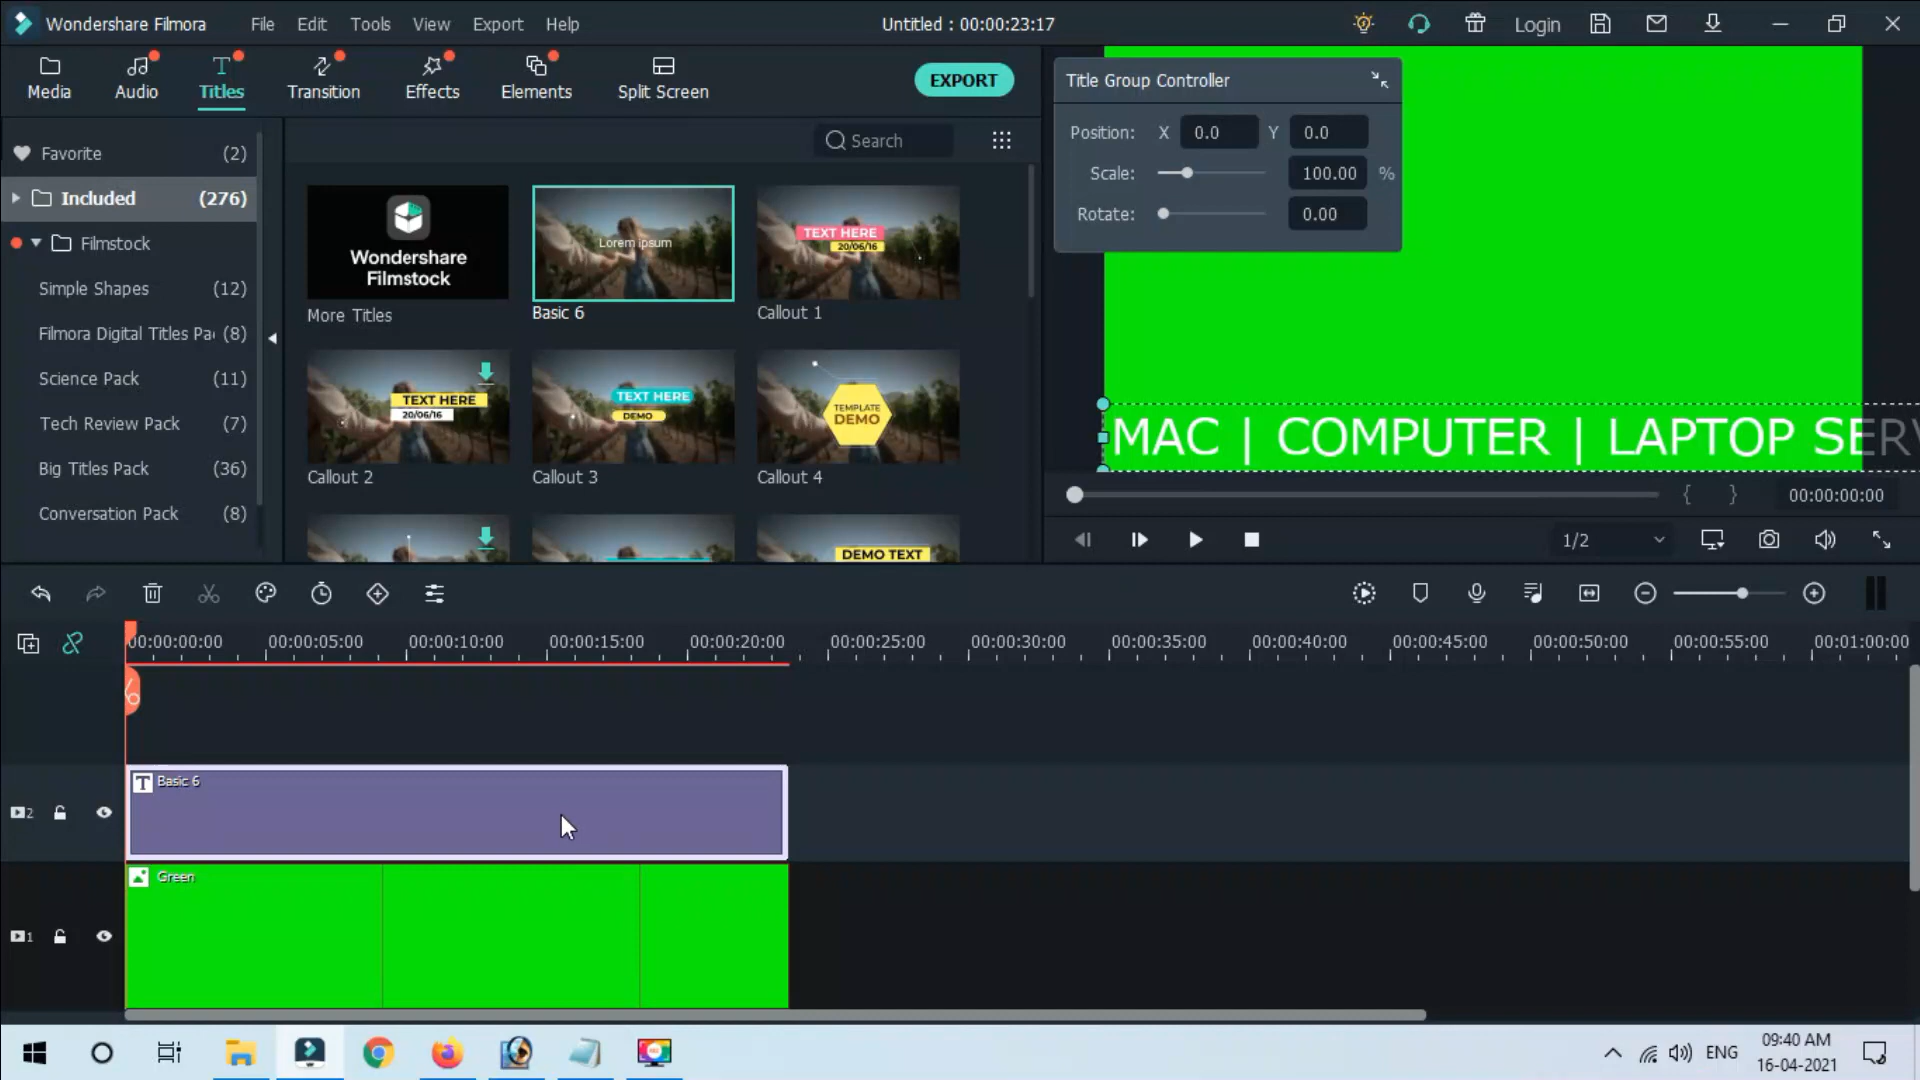 Wondershare Filmora File Edit Tools View Export Help Untitled : 00:00:23:17 Login
Media Audio Titles Transition Effects Elements Split Screen EXPORT
Favorite (2)
Included (276)
Filmstock
Simple Shapes (12)
Filmora Digital Titles Pa (8)
Science Pack (11)
Tech Review Pack (7)
Big Titles Pack (36)
Conversation Pack (8)
Search
Wondershare
Filmstock
More Titles
Lorem ipsum
Basic 6
TEXT HERE
20/06/16
Callout 1
TEXT HERE
20/06/16
Callout 2
TEXT HERE
DEMO
Callout 3
TEMPLATE
DEMO
Callout 4
DEMO TEXT
Title Group Controller
Position: X 0.0 Y 0.0
Scale: 100.00 %
Rotate: 0.00
MAC | COMPUTER | LAPTOP SERV
{ } 00:00:00:00
1/2
00:00:00:00 00:00:05:00 00:00:10:00 00:00:15:00 00:00:20:00 00:00:25:00 00:00:30:00 00:00:35:00 00:00:40:00 00:00:45:00 00:00:50:00 00:00:55:00 00:01:00:00
2
T Basic 6
1
Green
ENG
09:40 AM
16-04-2021